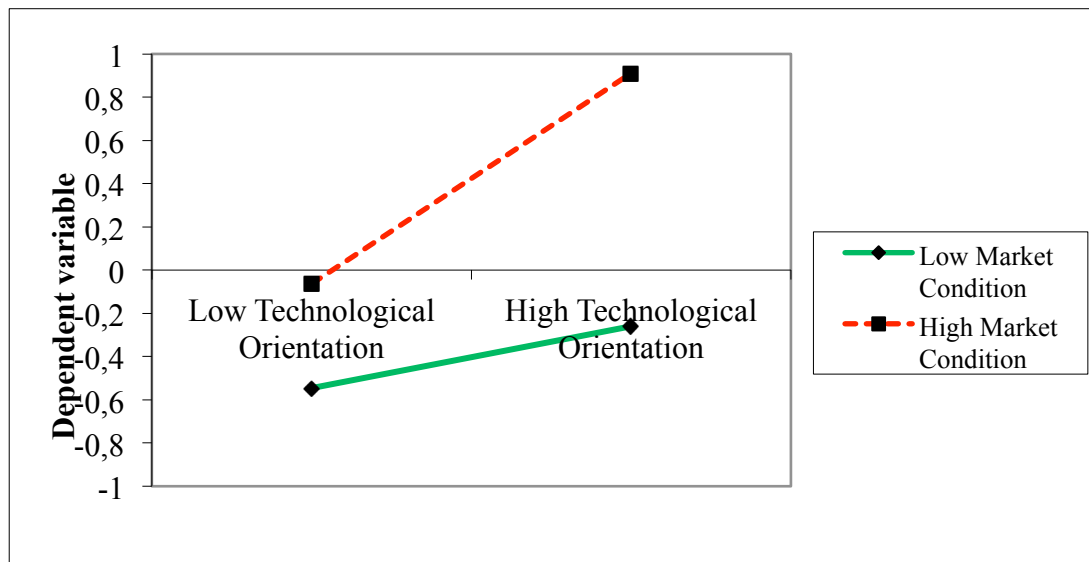 Dependent variable
1
0,8
0,6
0,4
0,2
0
-0,2
-0,4
-0,6
-0,8
-1
Low Technological
Orientation
High Technological
Orientation
Low Market
Condition
High Market
Condition